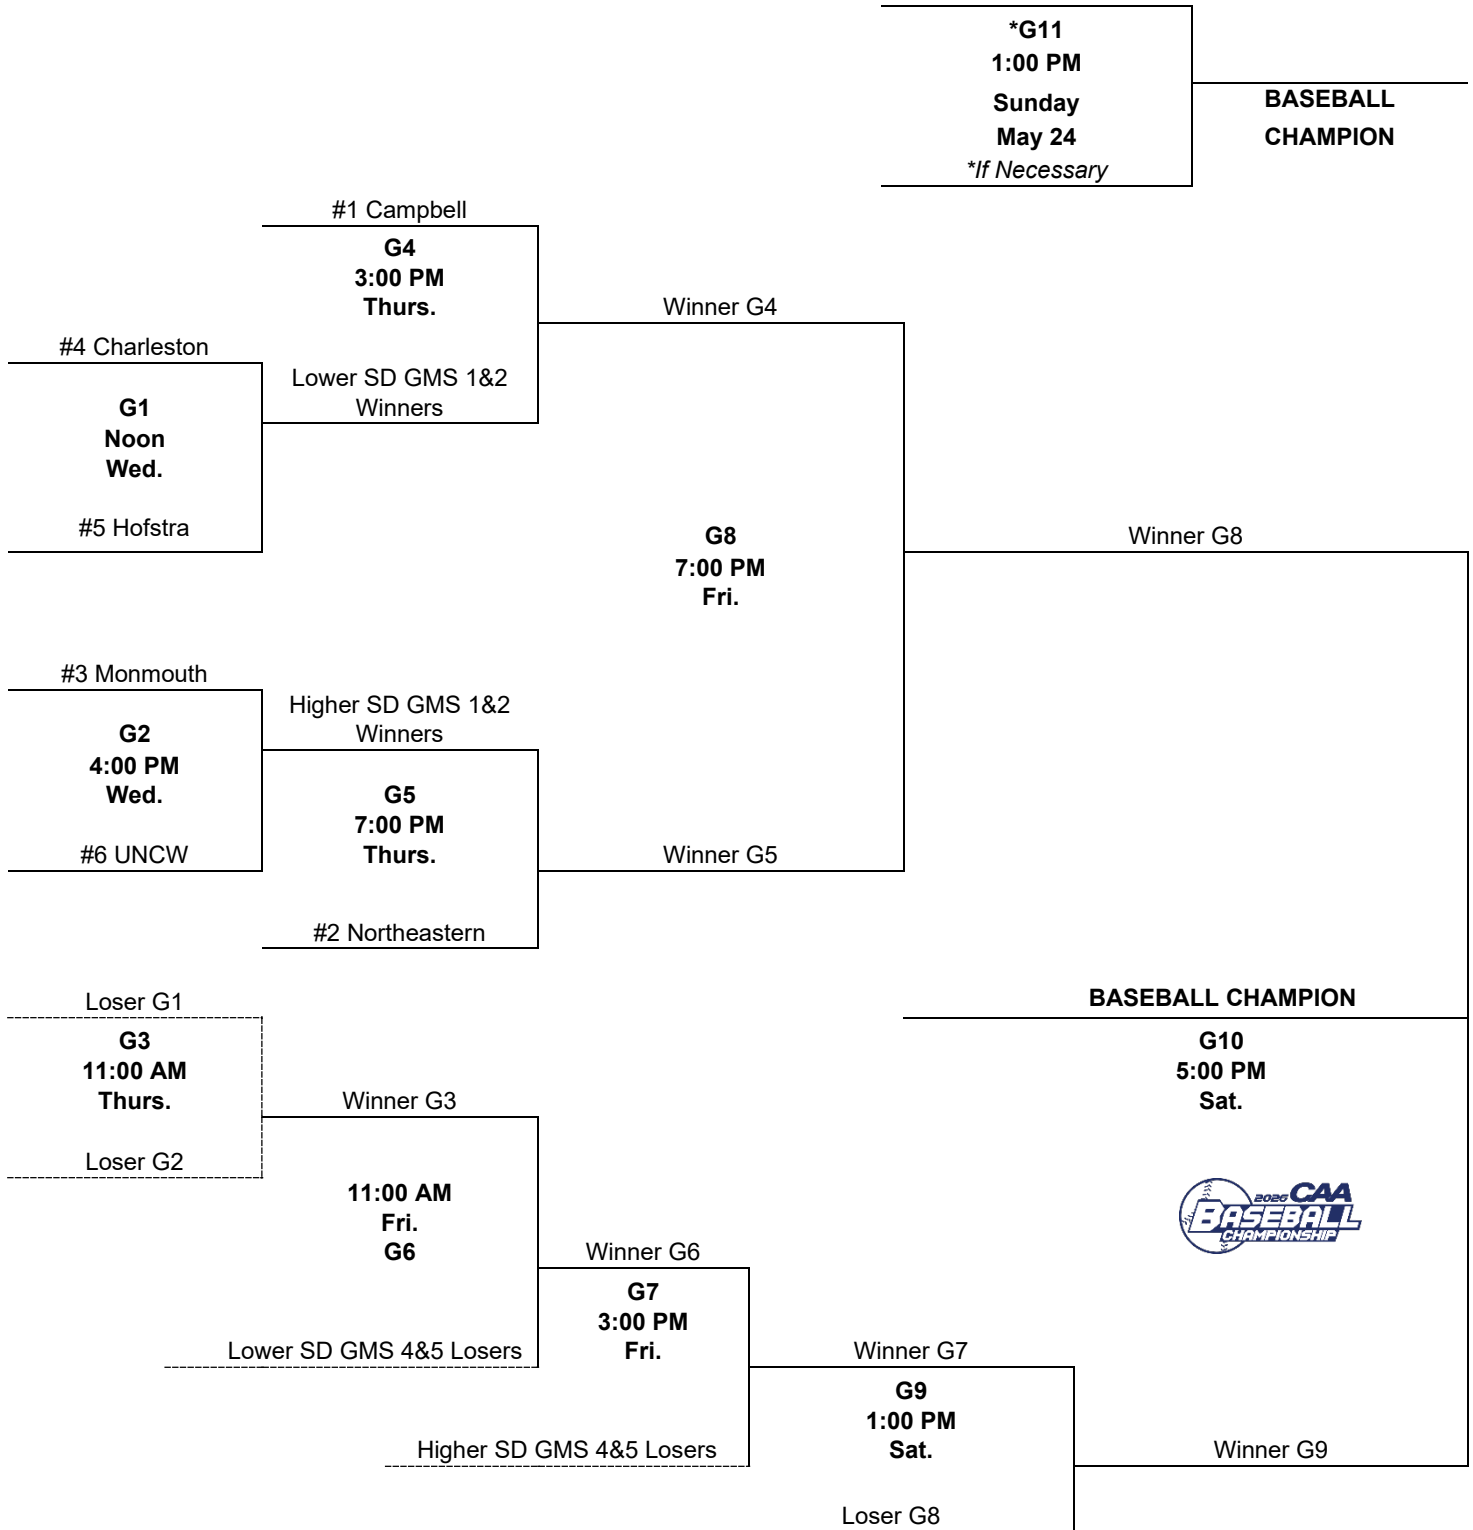 *G11
1:00 PM
Sunday
May 24
*If Necessary
BASEBALL
CHAMPION
#1 Campbell
G4
3:00 PM
Thurs.
Winner G4
#4 Charleston
Lower SD GMS 1&2
Winners
G1
Noon
Wed.
#5 Hofstra
G8
7:00 PM
Fri.
Winner G8
#3 Monmouth
Higher SD GMS 1&2
Winners
G2
4:00 PM
Wed.
G5
7:00 PM
Thurs.
#6 UNCW
Winner G5
#2 Northeastern
Loser G1
G3
11:00 AM
Thurs.
Loser G2
Winner G3
BASEBALL CHAMPION
G10
5:00 PM
Sat.
11:00 AM
Fri.
G6
2026 CAA
BASEBALL
CHAMPIONSHIP
Winner G6
G7
3:00 PM
Fri.
Lower SD GMS 4&5 Losers
Winner G7
G9
1:00 PM
Sat.
Higher SD GMS 4&5 Losers
Winner G9
Loser G8